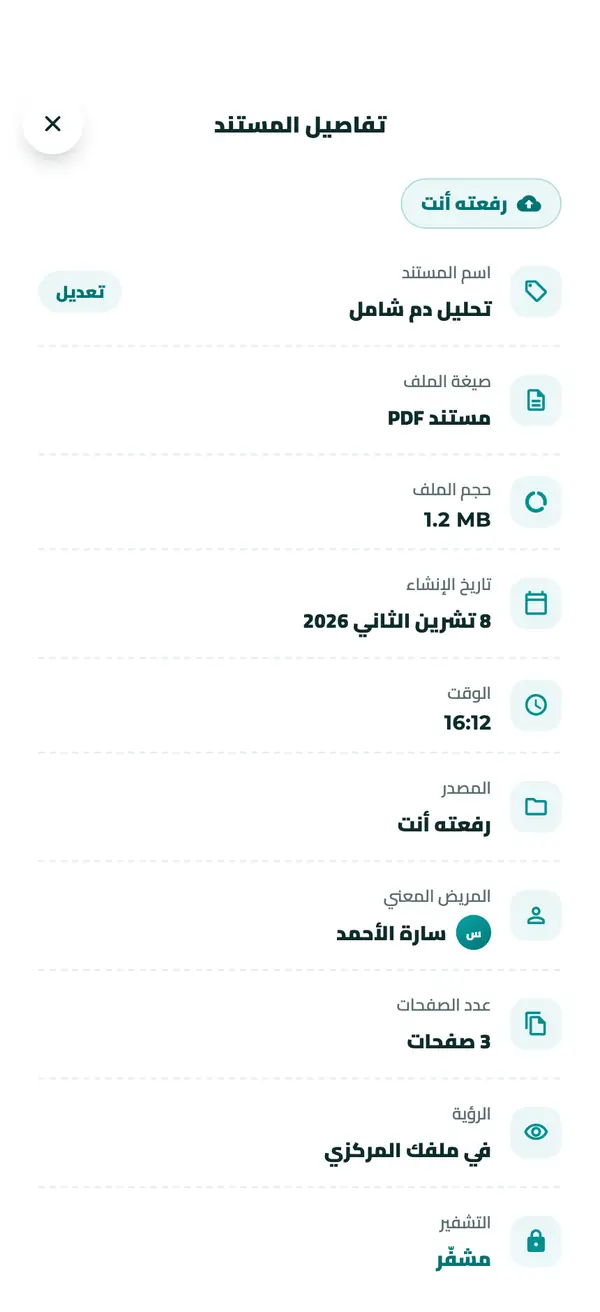 تفاصيل المستند
رفعته أنت
اسم المستند
تحليل دم شامل
تعديل
صيغة الملف
مستند PDF
حجم الملف
1.2 MB
تاريخ الإنشاء
8 تشرين الثاني 2026
الوقت
16:12
المصدر
رفعته أنت
المريض المعني
س سارة الأحمد
عدد الصفحات
3 صفحات
الرؤية
في ملفك المركزي
التشفير
مشفّر